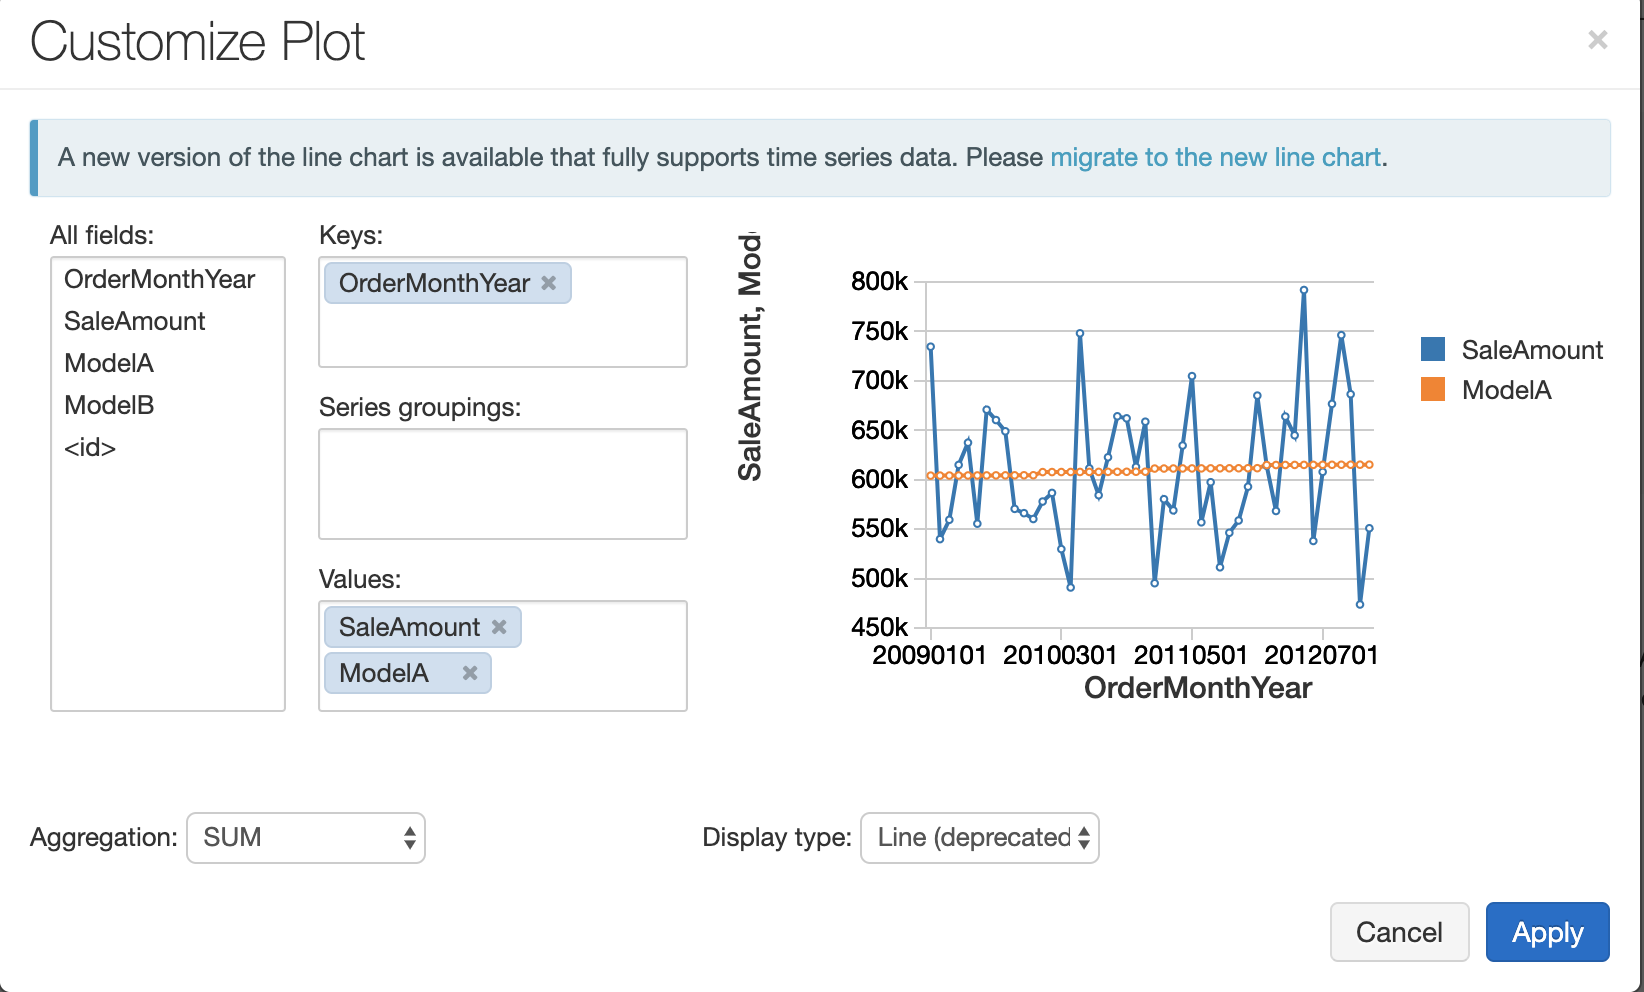 Customize Plot
×
A new version of the line chart is available that fully supports time series data. Please migrate to the new line chart.
All fields:
OrderMonthYear
SaleAmount
ModelA
ModelB
<id>
Keys:
OrderMonthYear ×
Series groupings:
Values:
SaleAmount ×
ModelA ×
SaleAmount, Mod
800k
750k
700k
650k
600k
550k
500k
450k
20090101 20100301 20110501 20120701
OrderMonthYear
SaleAmount
ModelA
Aggregation: SUM
Display type: Line (deprecated
Cancel
Apply